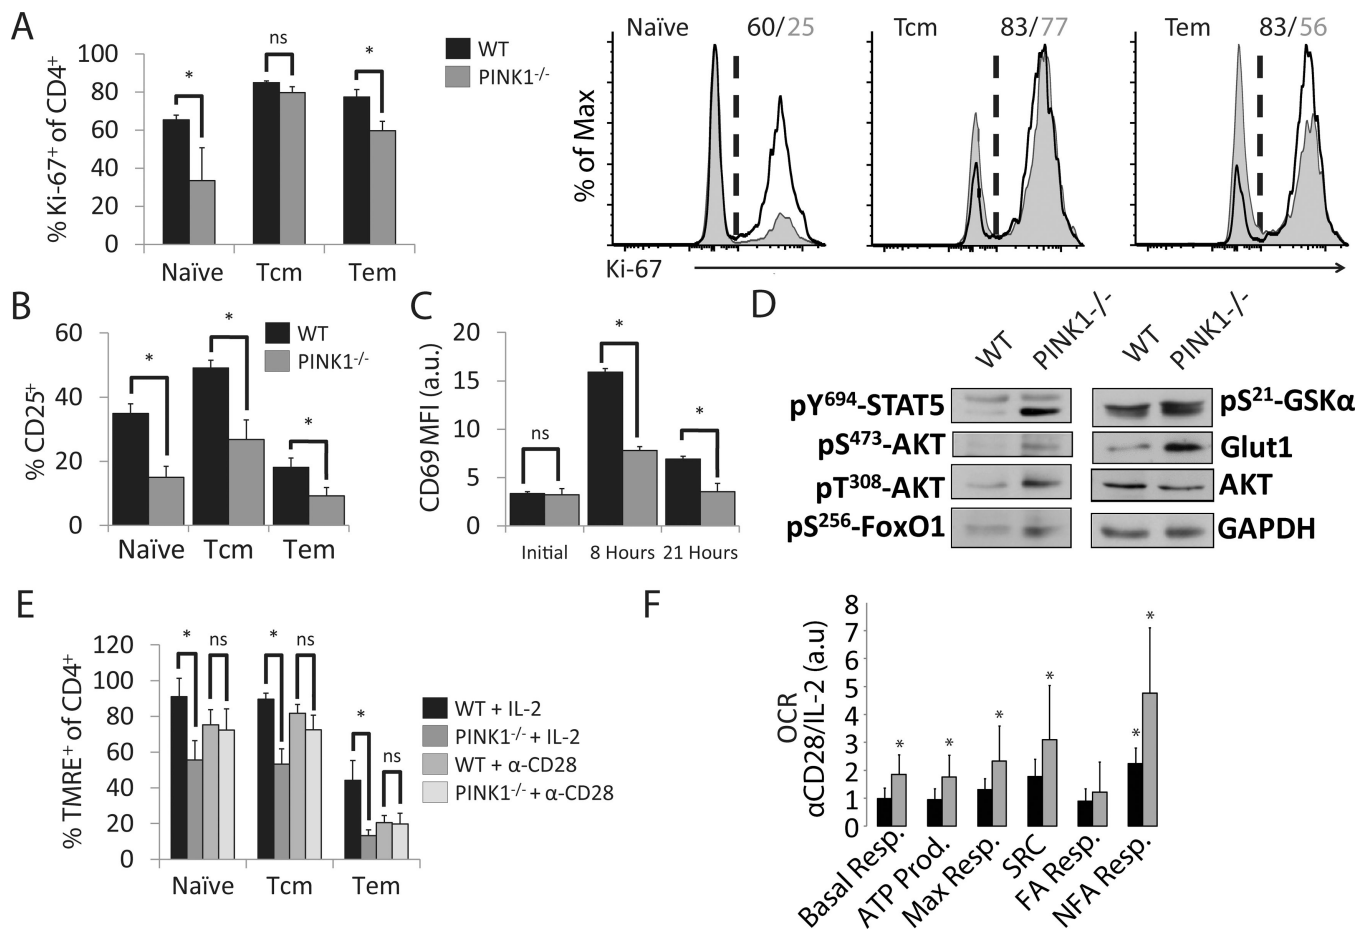 A
% Ki-67⁺ of CD4⁺
140
100
80
60
40
20
0
*
ns
*
WT
PINK1⁻/⁻
Naïve
Tcm
Tem
% of Max
Naïve 60/25
Tcm 83/77
Tem 83/56
Ki-67
B
% CD25⁺
60
40
20
0
*
*
*
WT
PINK1⁻/⁻
Naïve
Tcm
Tem
C
CD69 MFI (a.u.)
20
15
10
5
0
ns
*
*
Initial
8 Hours
21 Hours
D
WT
PINK1-/-
WT
PINK1-/-
pY⁶⁹⁴-STAT5
pS⁴⁷³-AKT
pT³⁰⁸-AKT
pS²⁵⁶-FoxO1
pS²¹-GSKα
Glut1
AKT
GAPDH
E
% TMRE⁺ of CD4⁺
120
100
80
60
40
20
0
*
ns
*
ns
*
ns
Naïve
Tcm
Tem
WT + IL-2
PINK1⁻/⁻ + IL-2
WT + α-CD28
PINK1⁻/⁻ + α-CD28
F
OCR
αCD28/IL-2 (a.u)
8
7
6
5
4
3
2
1
0
*
*
*
*
*
*
Basal Resp.
ATP Prod.
Max Resp.
SRC
FA Resp.
NFA Resp.